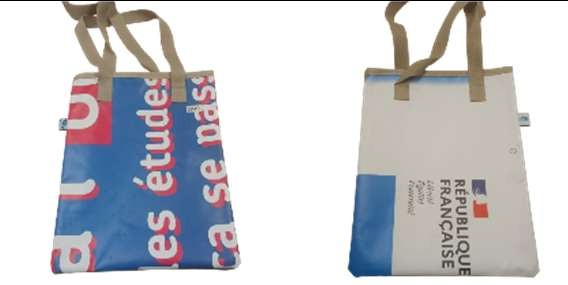 es études
ça se pass
RÉPUBLIQUE
FRANÇAISE
Liberté
Égalité
Fraternité